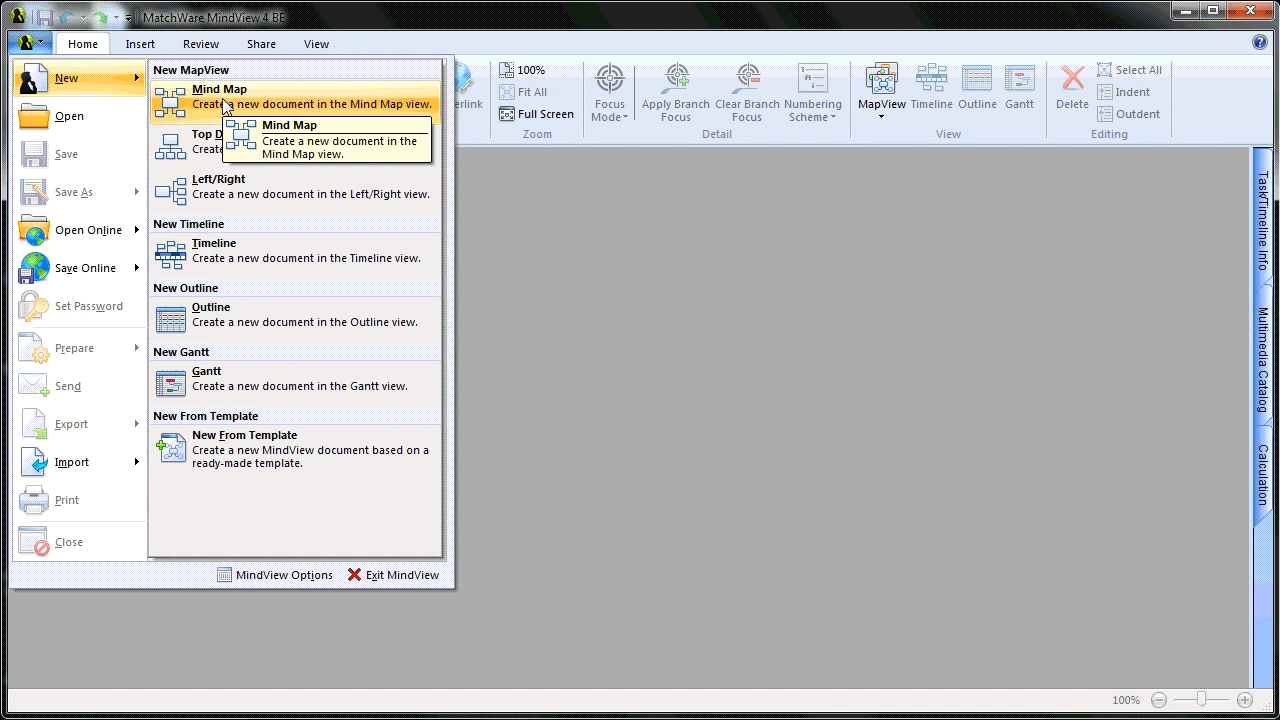 MatchWare MindView 4 BE
Home Insert Review Share View
New
Open
Save
Save As
Open Online
Save Online
Set Password
Prepare
Send
Export
Import
Print
Close
New MapView
Mind Map
Create a new document in the Mind Map view.
Mind Map
Create a new document in the
Mind Map view.
Top D
Create
Left/Right
Create a new document in the Left/Right view.
New Timeline
Timeline
Create a new document in the Timeline view.
New Outline
Outline
Create a new document in the Outline view.
New Gantt
Gantt
Create a new document in the Gantt view.
New From Template
New From Template
Create a new MindView document based on a
ready-made template.
MindView Options Exit MindView
100%
Fit All
Full Screen
Zoom
Focus
Mode
Apply Branch
Focus
Clear Branch
Focus
Numbering
Scheme
Detail
MapView Timeline Outline Gantt
View
Delete
Select All
Indent
Outdent
Editing
Task/Timeline Info
Multimedia Catalog
Calculation
100%